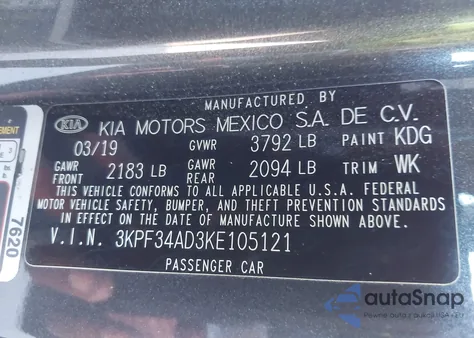 MANUFACTURED BY
KIA KIA MOTORS MEXICO S.A. DE C.V.
03/19 GVWR 3792 LB PAINT KDG
GAWR FRONT 2183 LB GAWR REAR 2094 LB TRIM WK
THIS VEHICLE CONFORMS TO ALL APPLICABLE U.S.A. FEDERAL
MOTOR VEHICLE SAFETY, BUMPER, AND THEFT PREVENTION STANDARDS
IN EFFECT ON THE DATE OF MANUFACTURE SHOWN ABOVE.
V.I.N. 3KPF34AD3KE105121
PASSENGER CAR
7620
autoSnap